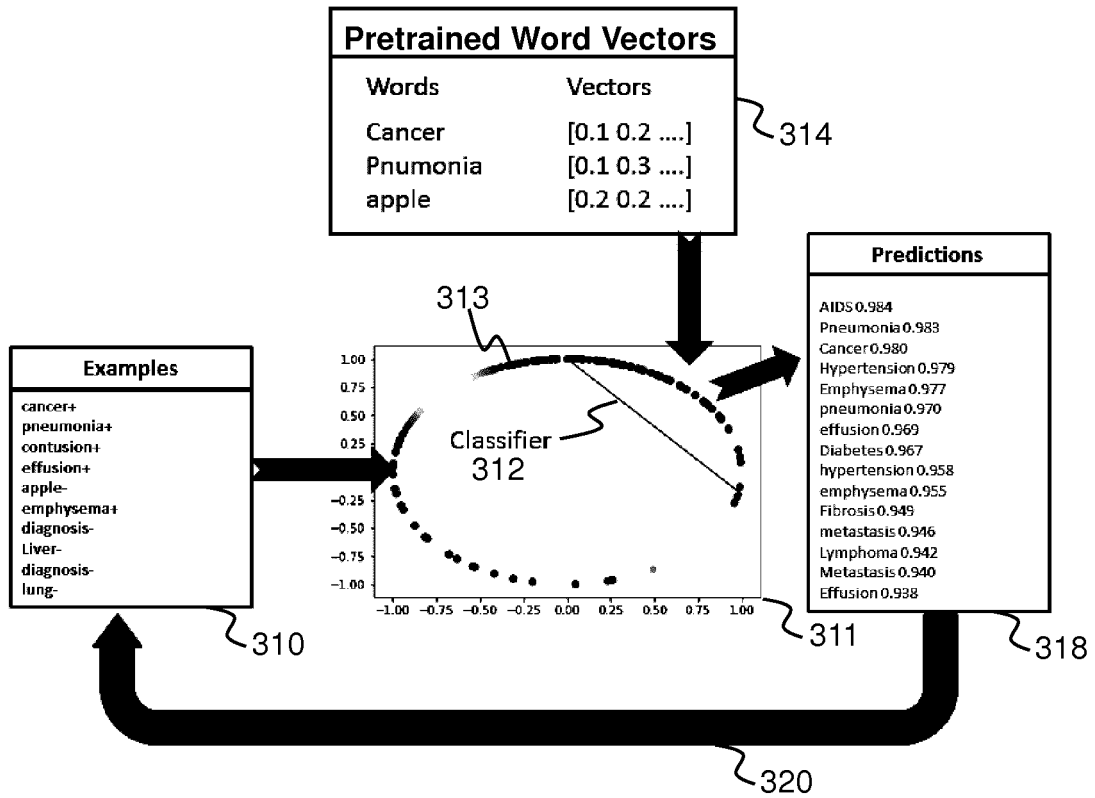 Pretrained Word Vectors
Words Vectors
Cancer [0.1 0.2 ....]
Pnumonia [0.1 0.3 ....]
apple [0.2 0.2 ....]
314
Examples
cancer+
pneumonia+
contusion+
effusion+
apple-
emphysema+
diagnosis-
Liver-
diagnosis-
lung-
310
313
1.00
0.75
0.50
0.25
0.00
−0.25
−0.50
−0.75
−1.00
−1.00 −0.75 −0.50 −0.25 0.00 0.25 0.50 0.75 1.00
Classifier
312
311
Predictions
AIDS 0.984
Pneumonia 0.983
Cancer 0.980
Hypertension 0.979
Emphysema 0.977
pneumonia 0.970
effusion 0.969
Diabetes 0.967
hypertension 0.958
emphysema 0.955
Fibrosis 0.949
metastasis 0.946
Lymphoma 0.942
Metastasis 0.940
Effusion 0.938
318
320